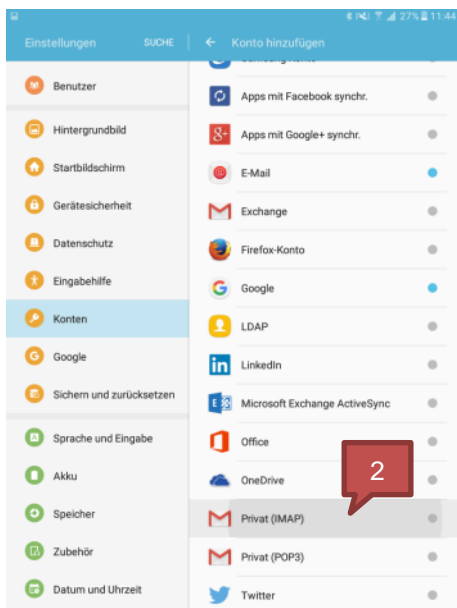 27% 11:44
Einstellungen
SUCHE
Konto hinzufügen
Benutzer
Hintergrundbild
Startbildschirm
Gerätesicherheit
Datenschutz
Eingabehilfe
Konten
Google
Sichern und zurücksetzen
Sprache und Eingabe
Akku
Speicher
Zubehör
Datum und Uhrzeit
Apps mit Facebook synchr.
Apps mit Google+ synchr.
E-Mail
Exchange
Firefox-Konto
Google
LDAP
LinkedIn
Microsoft Exchange ActiveSync
Office
OneDrive
2
Privat (IMAP)
Privat (POP3)
Twitter